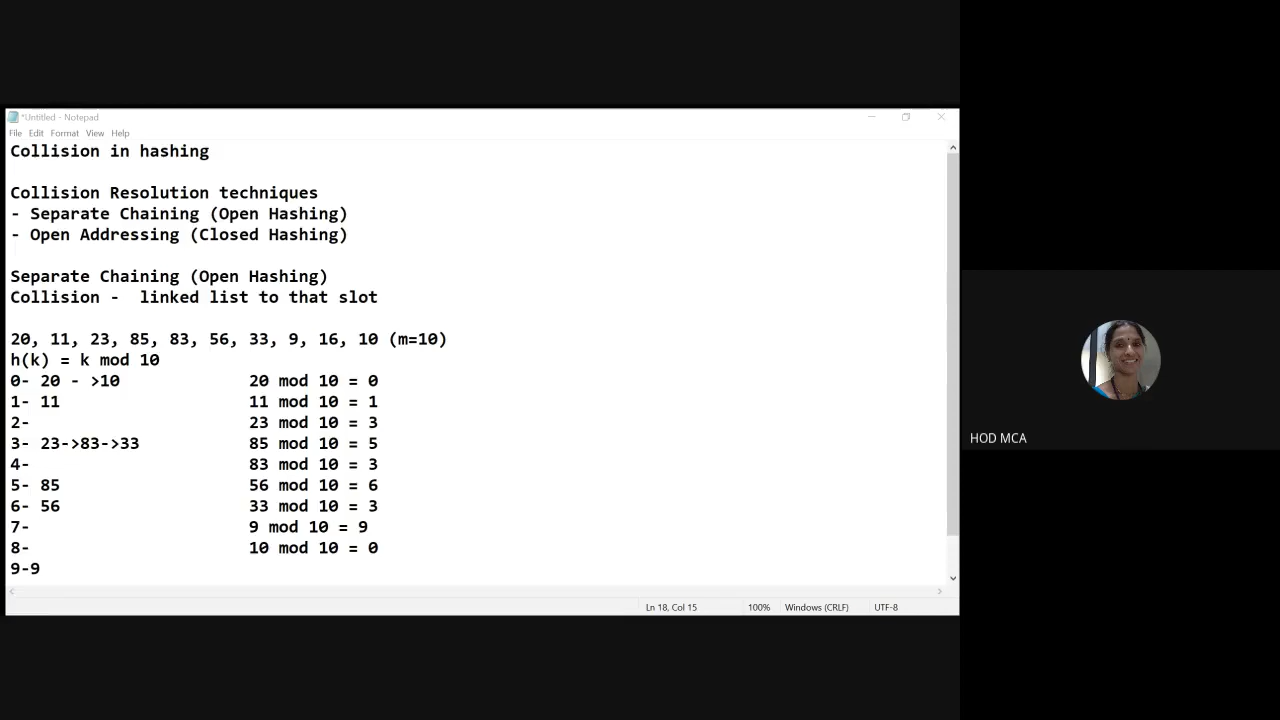 *Untitled - Notepad
File Edit Format View Help
Collision in hashing
Collision Resolution techniques
- Separate Chaining (Open Hashing)
- Open Addressing (Closed Hashing)
Separate Chaining (Open Hashing)
Collision -  linked list to that slot
20, 11, 23, 85, 83, 56, 33, 9, 16, 10 (m=10)
h(k) = k mod 10
0- 20 - >10 20 mod 10 = 0
1- 11 11 mod 10 = 1
2- 23 mod 10 = 3
3- 23->83->33 85 mod 10 = 5
4- 83 mod 10 = 3
5- 85 56 mod 10 = 6
6- 56 33 mod 10 = 3
7- 9 mod 10 = 9
8- 10 mod 10 = 0
9-9
Ln 18, Col 15 100% Windows (CRLF) UTF-8
HOD MCA